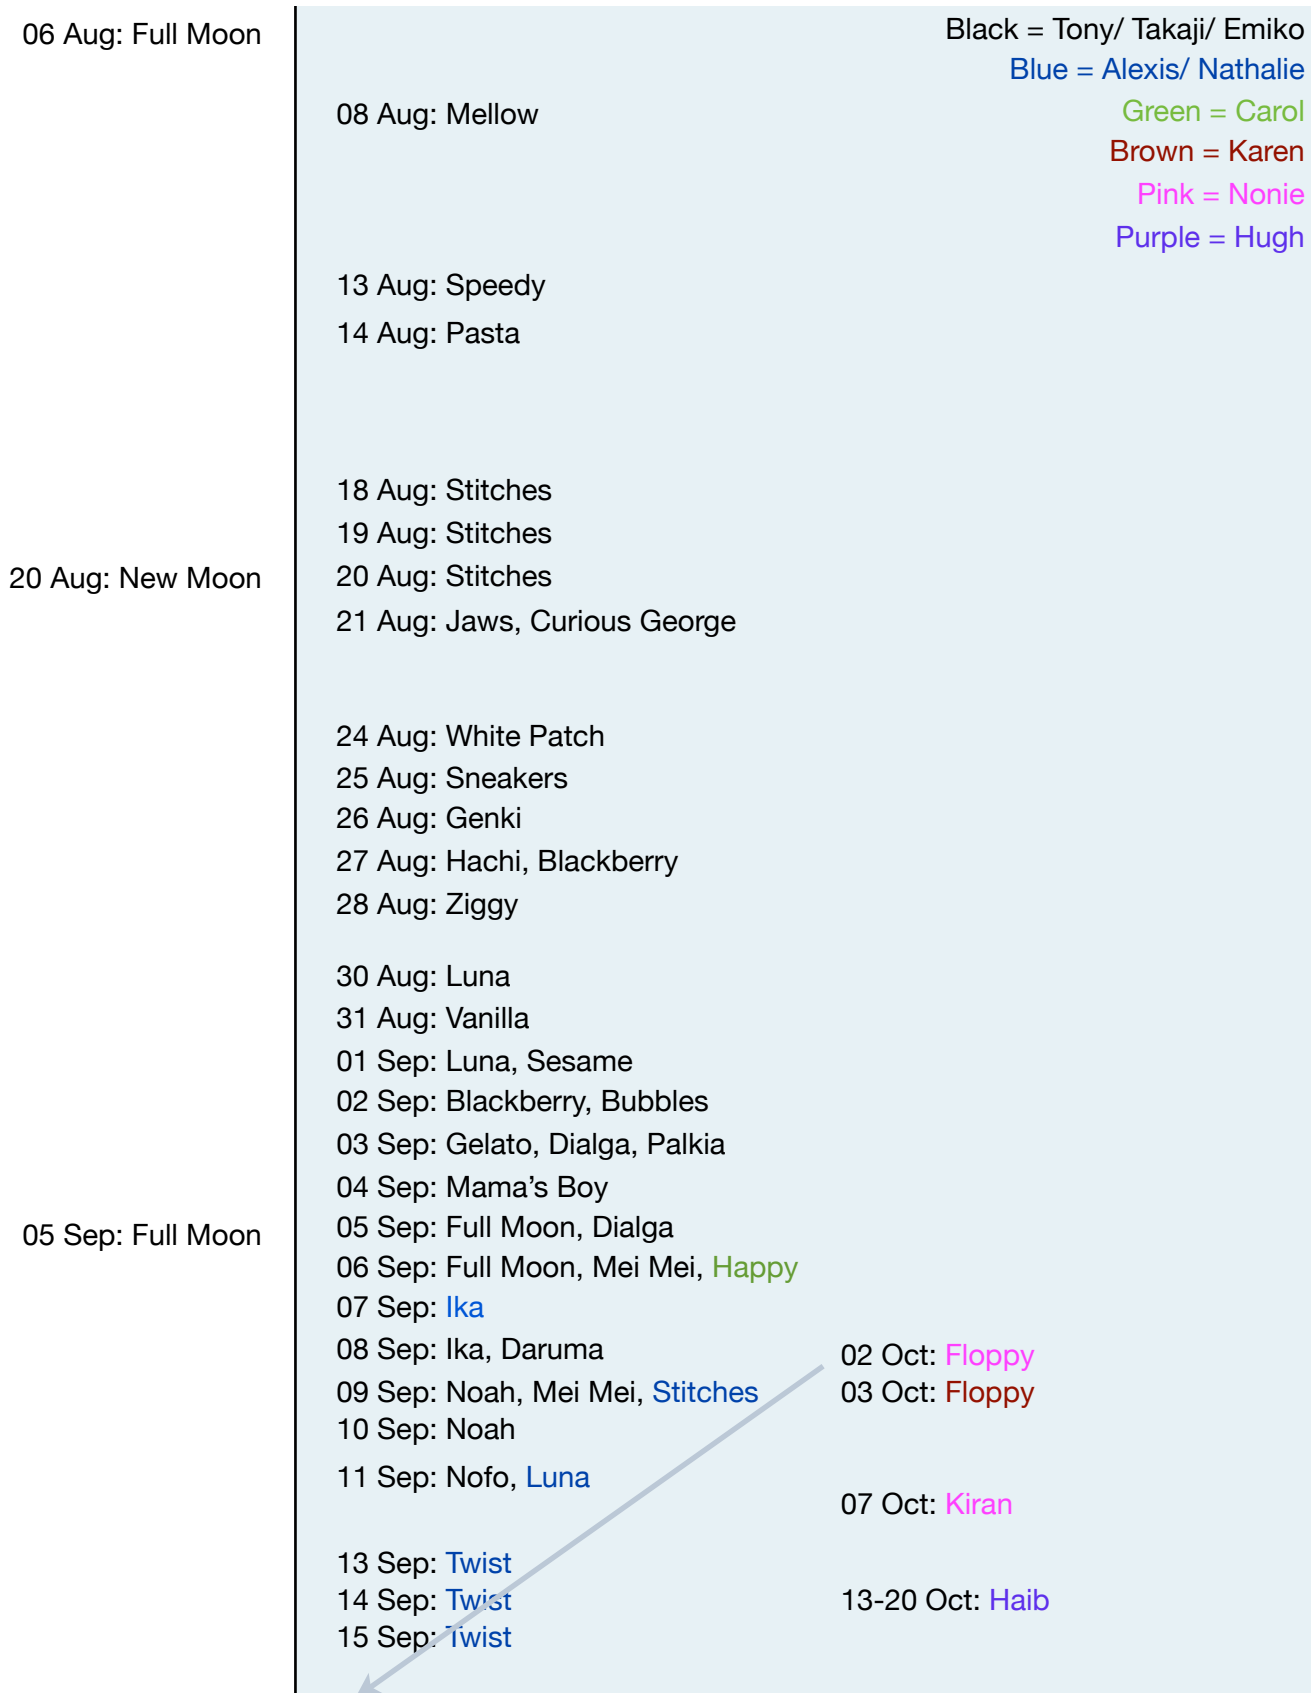 06 Aug: Full Moon
Black = Tony/ Takaji/ Emiko
Blue = Alexis/ Nathalie
08 Aug: Mellow
Green = Carol
Brown = Karen
Pink = Nonie
Purple = Hugh
13 Aug: Speedy
14 Aug: Pasta
18 Aug: Stitches
19 Aug: Stitches
20 Aug: New Moon
20 Aug: Stitches
21 Aug: Jaws, Curious George
24 Aug: White Patch
25 Aug: Sneakers
26 Aug: Genki
27 Aug: Hachi, Blackberry
28 Aug: Ziggy
30 Aug: Luna
31 Aug: Vanilla
01 Sep: Luna, Sesame
02 Sep: Blackberry, Bubbles
03 Sep: Gelato, Dialga, Palkia
04 Sep: Mama’s Boy
05 Sep: Full Moon
05 Sep: Full Moon, Dialga
06 Sep: Full Moon, Mei Mei, Happy
07 Sep: Ika
08 Sep: Ika, Daruma
09 Sep: Noah, Mei Mei, Stitches
10 Sep: Noah
11 Sep: Nofo, Luna
13 Sep: Twist
14 Sep: Twist
15 Sep: Twist
02 Oct: Floppy
03 Oct: Floppy
07 Oct: Kiran
13-20 Oct: Haib